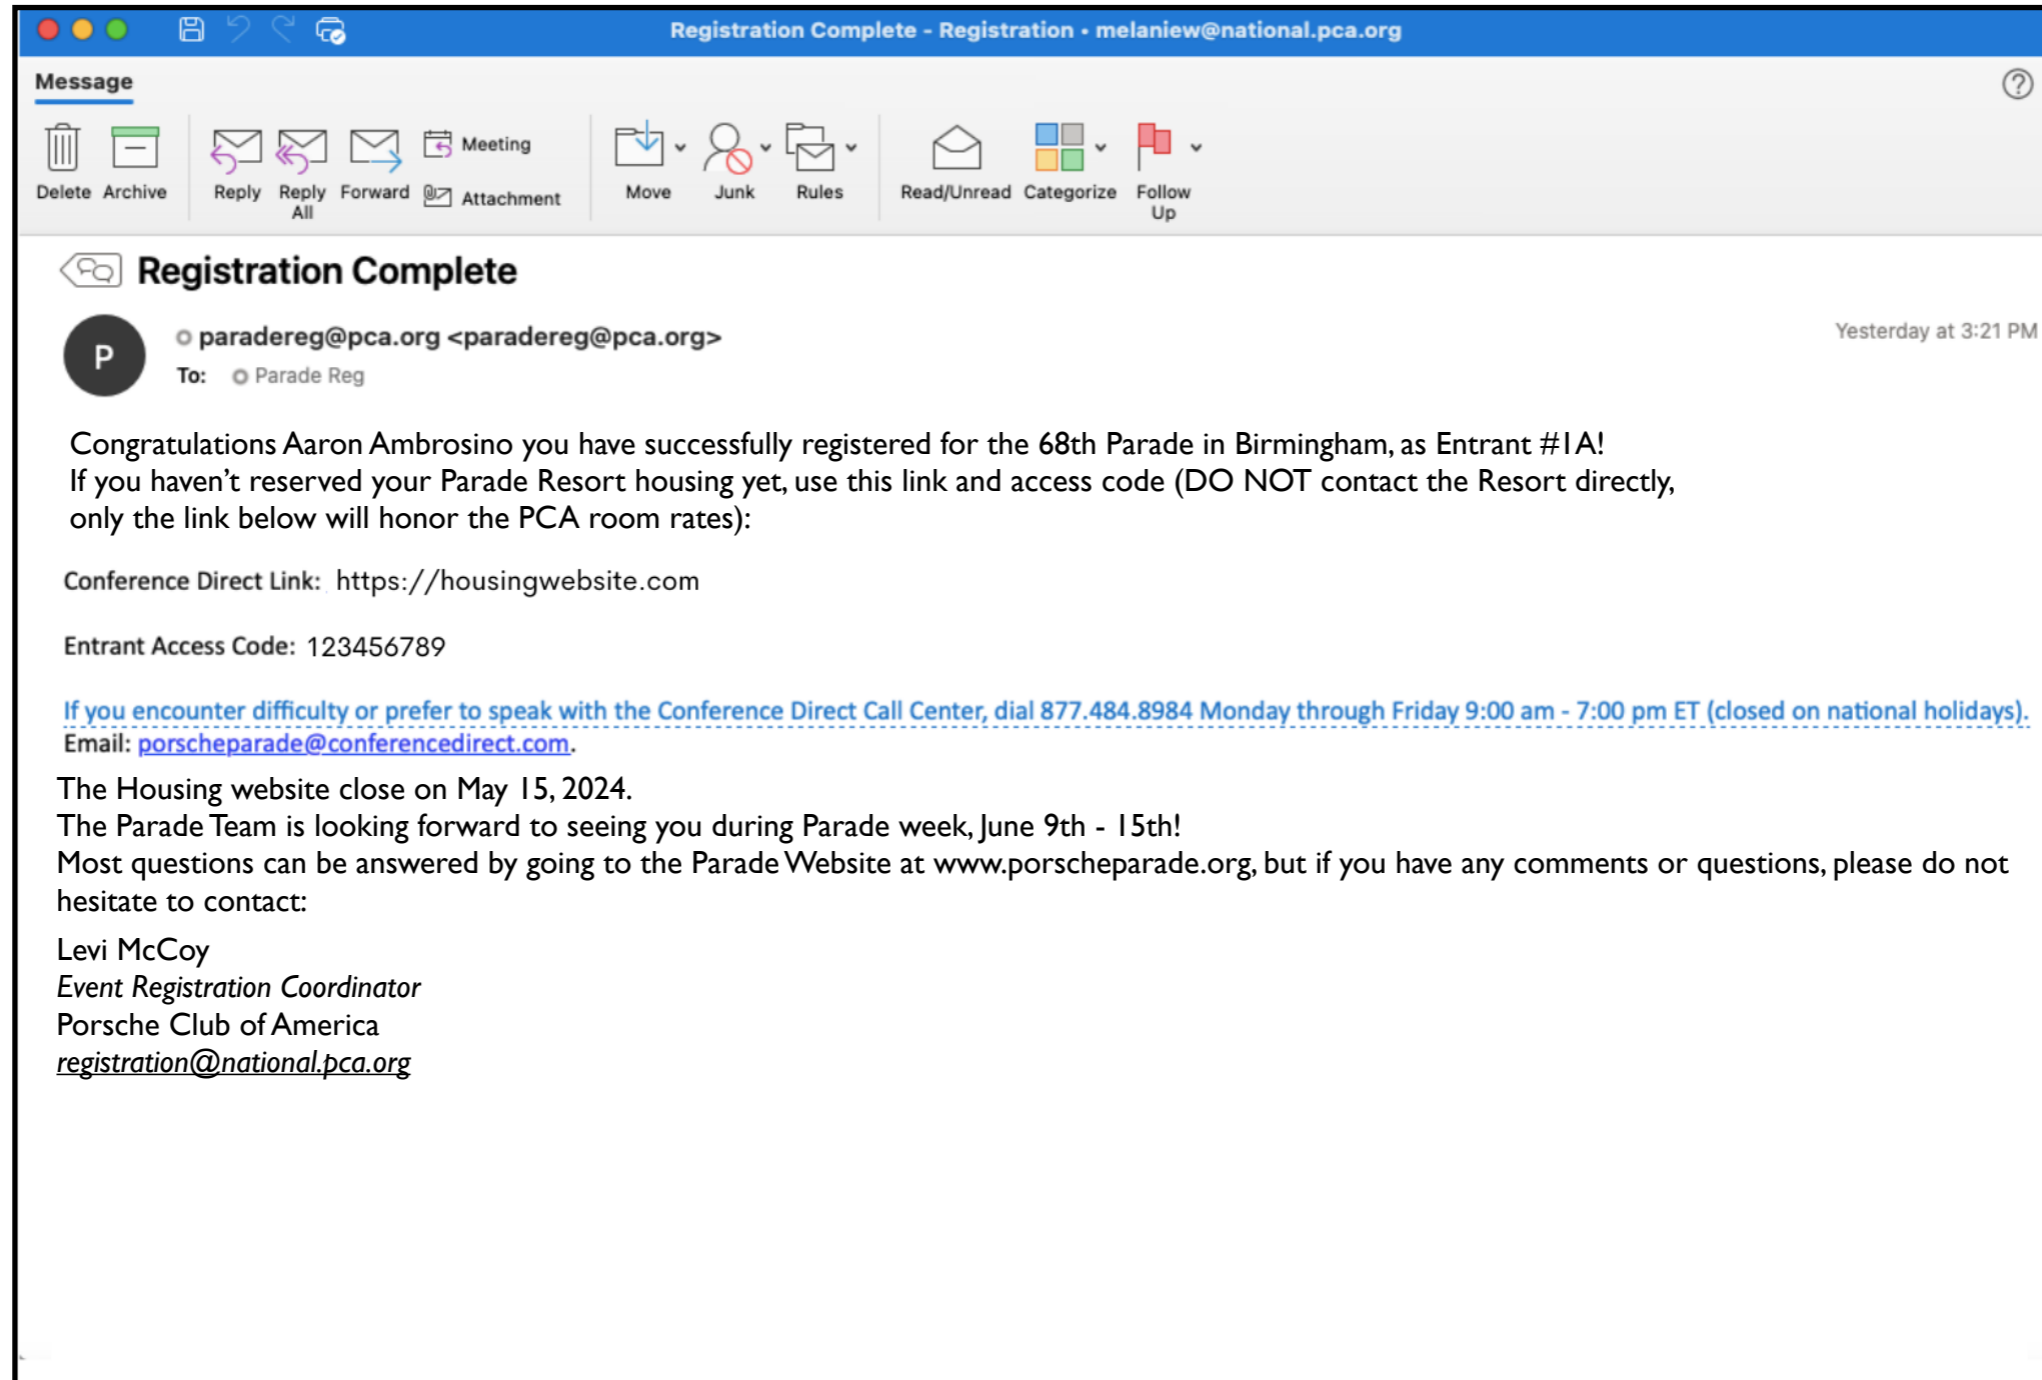 Registration Complete - Registration • melaniew@national.pca.org
Message
Delete Archive Reply Reply All Forward Meeting Attachment Move Junk Rules Read/Unread Categorize Follow Up
Registration Complete
P
paradereg@pca.org <paradereg@pca.org>
Yesterday at 3:21 PM
To: Parade Reg
Congratulations Aaron Ambrosino you have successfully registered for the 68th Parade in Birmingham, as Entrant #1A!
If you haven’t reserved your Parade Resort housing yet, use this link and access code (DO NOT contact the Resort directly,
only the link below will honor the PCA room rates):
Conference Direct Link: https://housingwebsite.com
Entrant Access Code: 123456789
If you encounter difficulty or prefer to speak with the Conference Direct Call Center, dial 877.484.8984 Monday through Friday 9:00 am - 7:00 pm ET (closed on national holidays).
Email: porscheparade@conferencedirect.com.
The Housing website close on May 15, 2024.
The Parade Team is looking forward to seeing you during Parade week, June 9th - 15th!
Most questions can be answered by going to the Parade Website at www.porscheparade.org, but if you have any comments or questions, please do not
hesitate to contact:
Levi McCoy
Event Registration Coordinator
Porsche Club of America
registration@national.pca.org